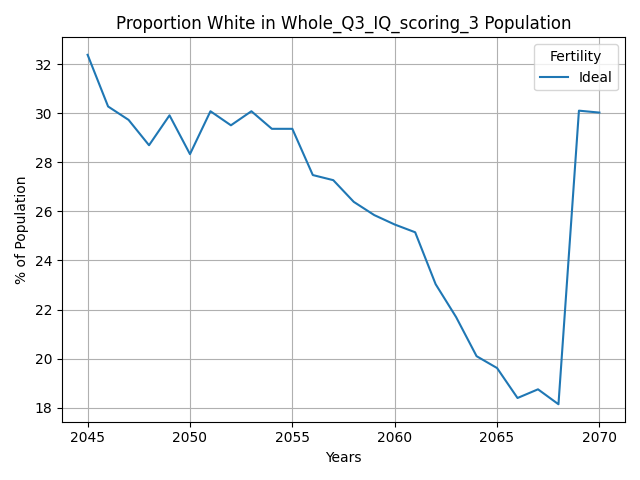 Proportion White in Whole_Q3_IQ_scoring_3 Population
Fertility
Ideal
32
30
28
26
24
22
20
18
% of Population
2045
2050
2055
2060
2065
2070
Years